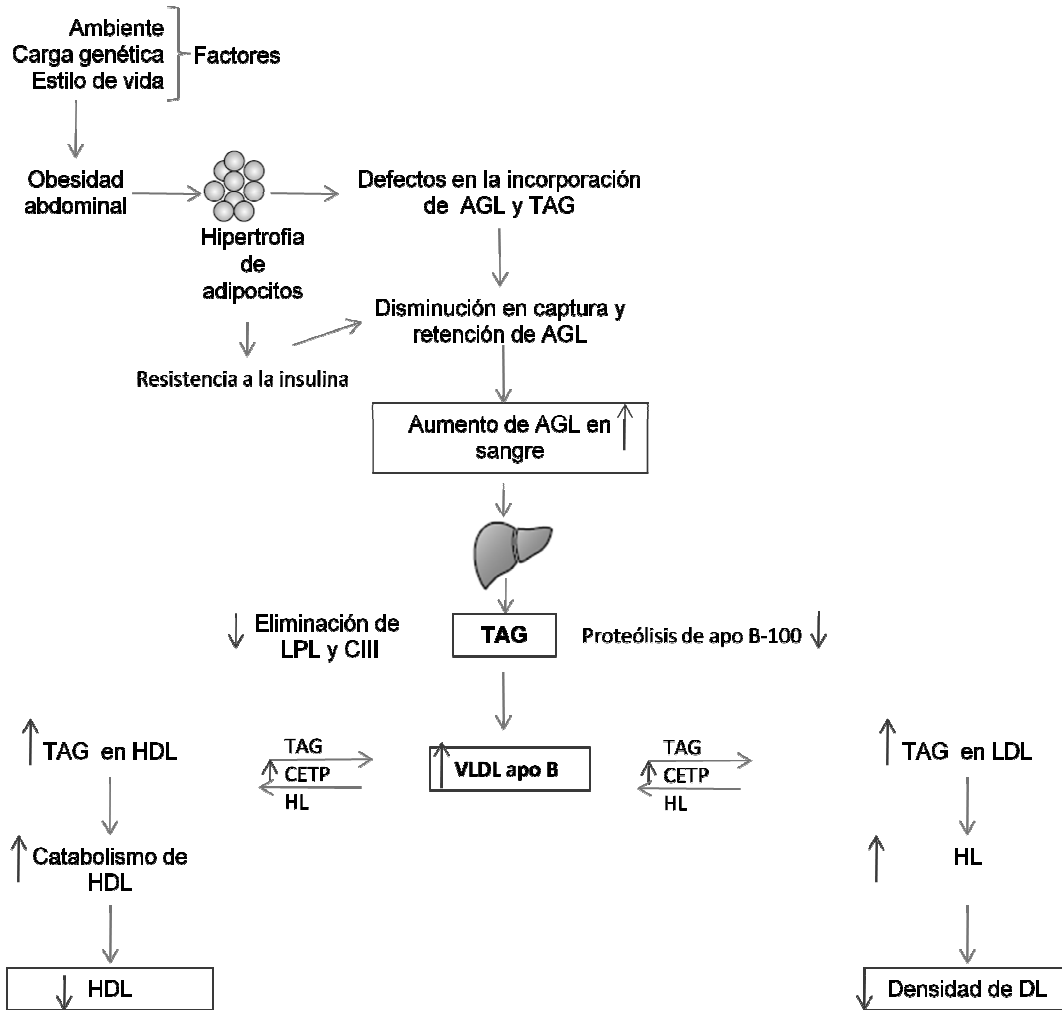 Ambiente
Carga genética
Estilo de vida
Factores
Obesidad
abdominal
Hipertrofia
de
adipocitos
Defectos en la incorporación
de AGL y TAG
Disminución en captura y
retención de AGL
Resistencia a la insulina
Aumento de AGL en
sangre
Eliminación de
LPL y CIII
TAG
Proteólisis de apo B-100
TAG en HDL
TAG
CETP
HL
VLDL apo B
TAG
CETP
HL
TAG en LDL
Catabolismo de
HDL
HL
HDL
Densidad de DL